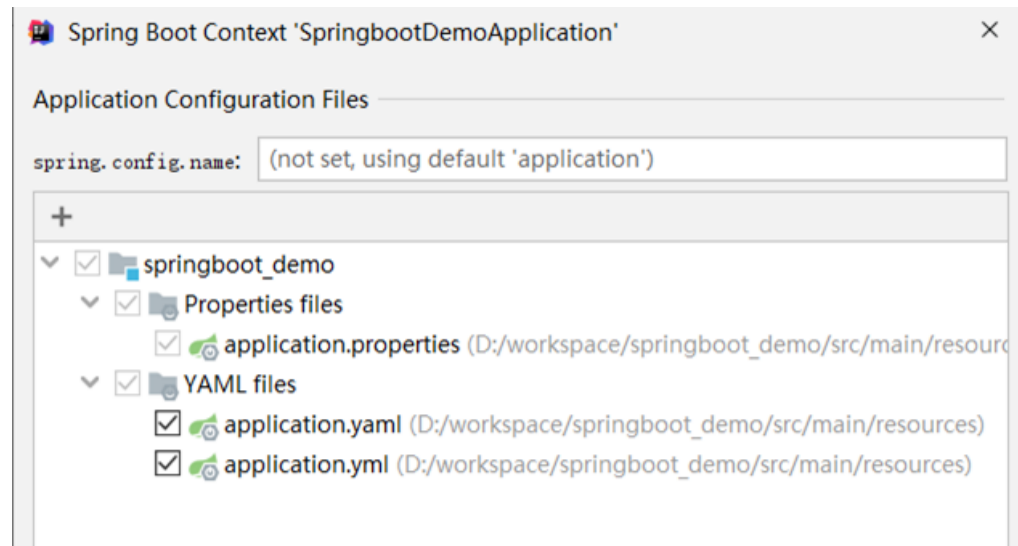 Spring Boot Context 'SpringbootDemoApplication'
Application Configuration Files
spring.config.name: (not set, using default 'application')
springboot_demo
Properties files
application.properties (D:/workspace/springboot_demo/src/main/resourc
YAML files
application.yaml (D:/workspace/springboot_demo/src/main/resources)
application.yml (D:/workspace/springboot_demo/src/main/resources)